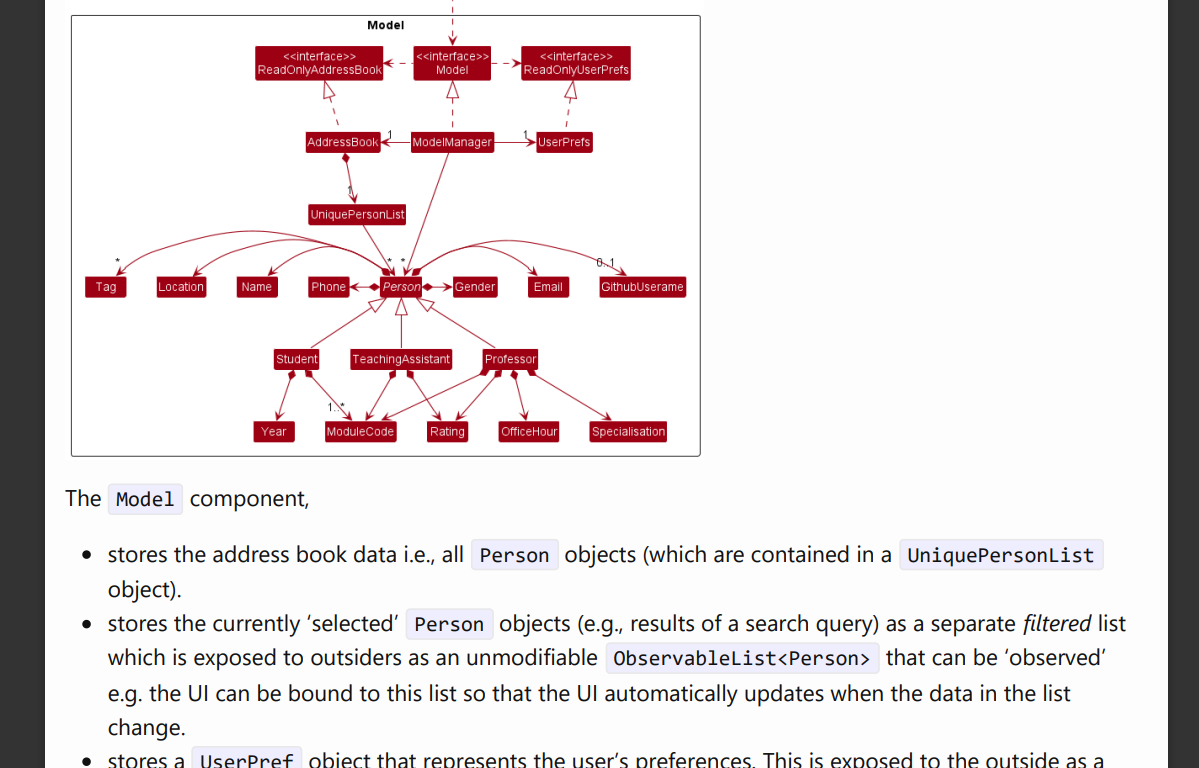 Model
<<interface>>
ReadOnlyAddressBook
<<interface>>
Model
<<interface>>
ReadOnlyUserPrefs
AddressBook
1
ModelManager
1
UserPrefs
1
UniquePersonList
*
* *
0..1
Tag
Location
Name
Phone
Person
Gender
Email
GithubUserame
Student
TeachingAssistant
Professor
1..*
Year
ModuleCode
Rating
OfficeHour
Specialisation
The Model component,
• stores the address book data i.e., all Person objects (which are contained in a UniquePersonList
object).
• stores the currently ‘selected’ Person objects (e.g., results of a search query) as a separate filtered list
which is exposed to outsiders as an unmodifiable ObservableList<Person> that can be ‘observed’
e.g. the UI can be bound to this list so that the UI automatically updates when the data in the list
change.
• stores a UserPref object that represents the user’s preferences. This is exposed to the outside as a